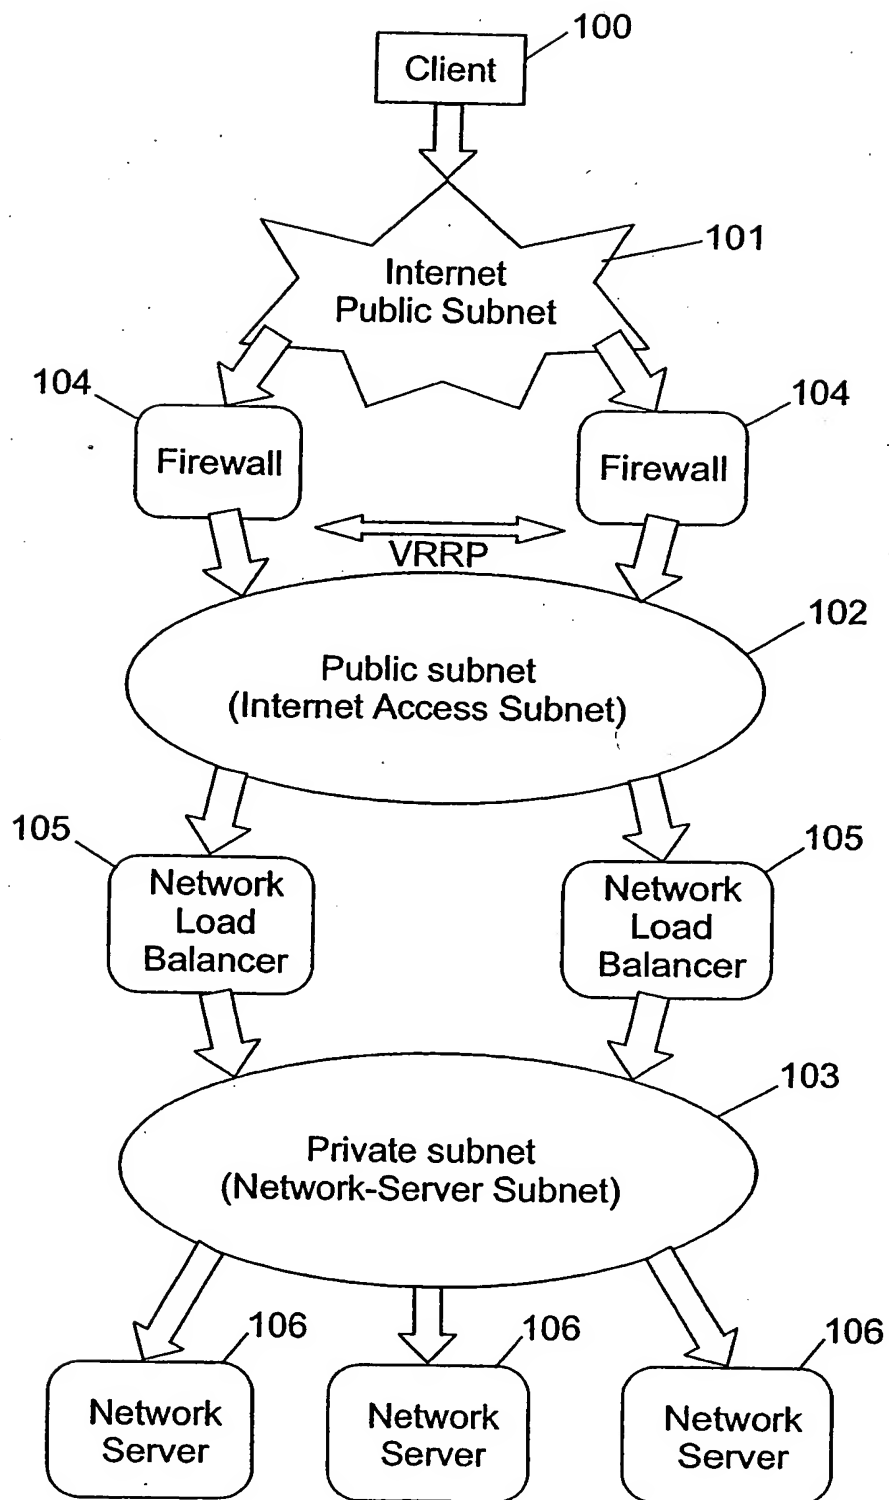 100
Client
101
Internet
Public Subnet
104
104
Firewall
Firewall
VRRP
102
Public subnet
(Internet Access Subnet)
105
105
Network
Load
Balancer
Network
Load
Balancer
103
Private subnet
(Network-Server Subnet)
106
106
106
Network
Server
Network
Server
Network
Server